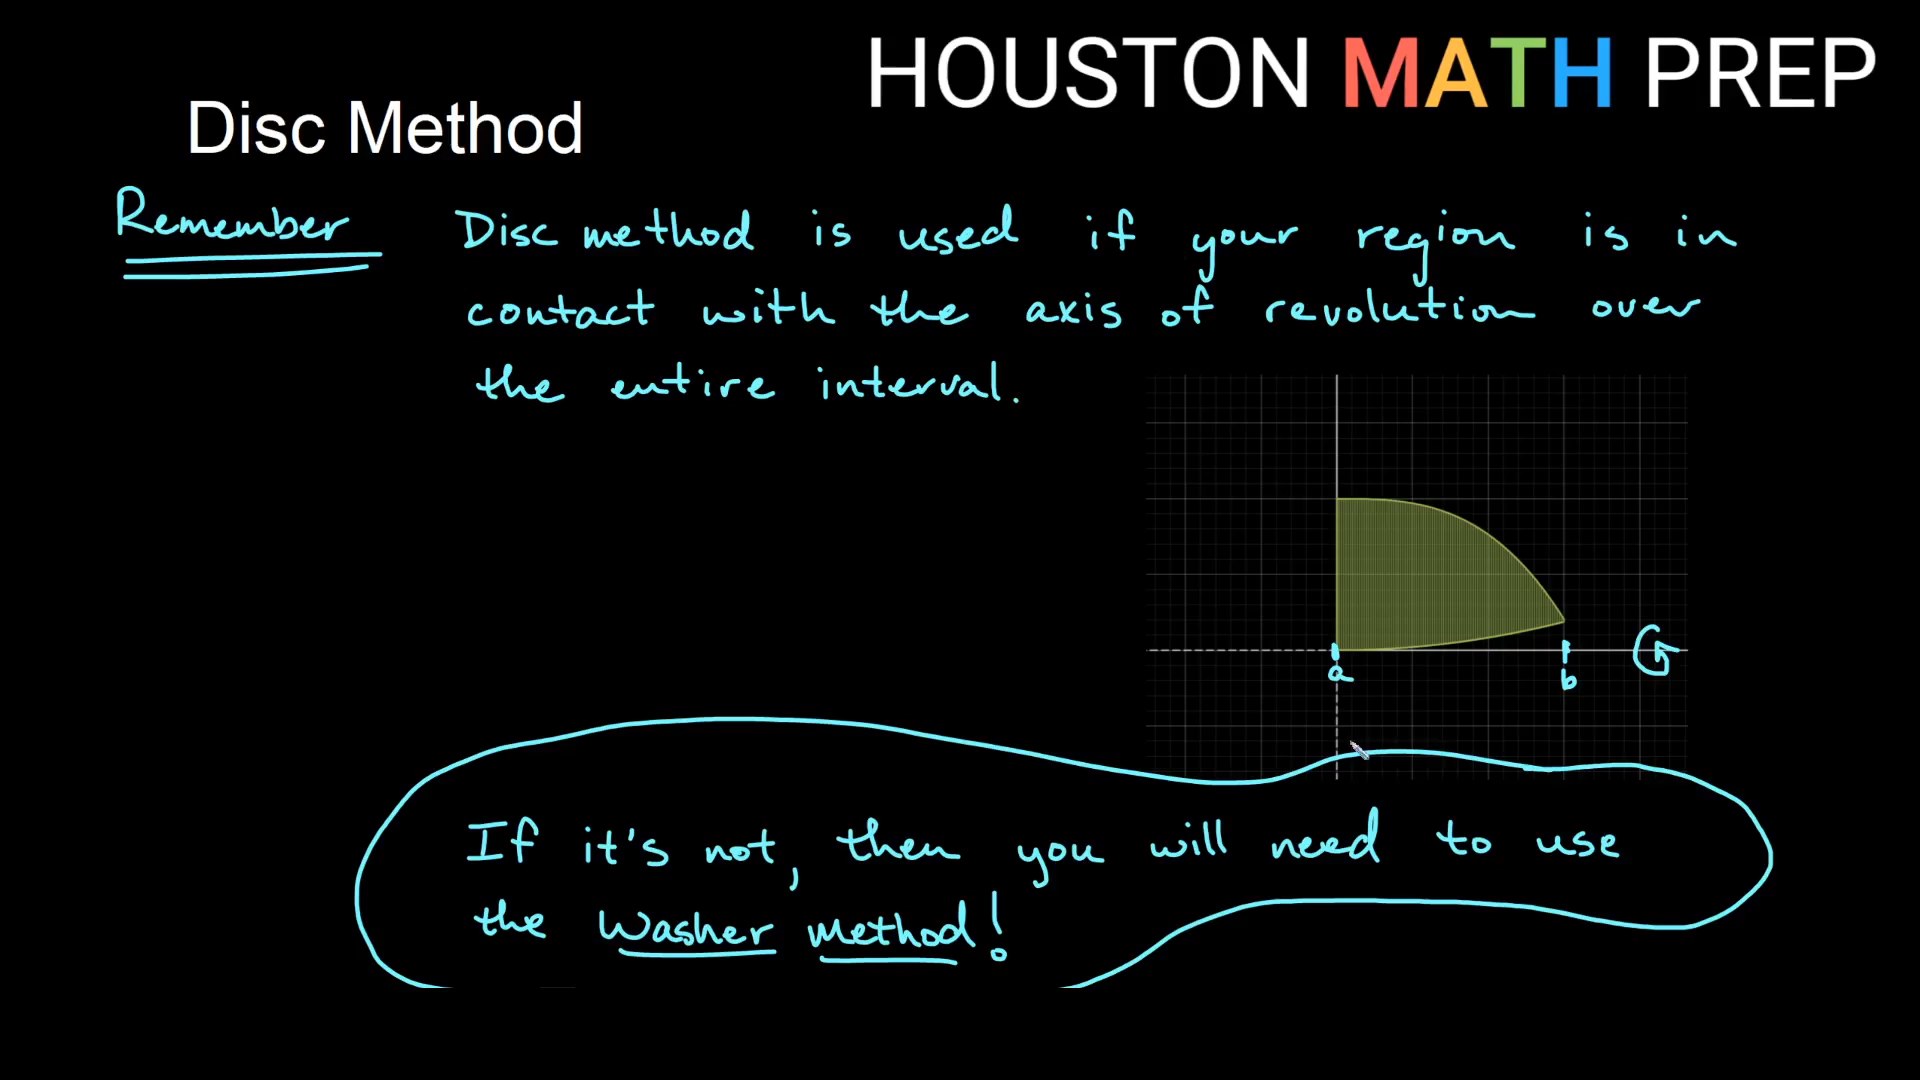 HOUSTON MATH PREP
Disc Method
Remember
Disc method is used if your region is in
contact with the axis of revolution over
the entire interval.
a
b
If it's not, then you will need to use
the washer method!